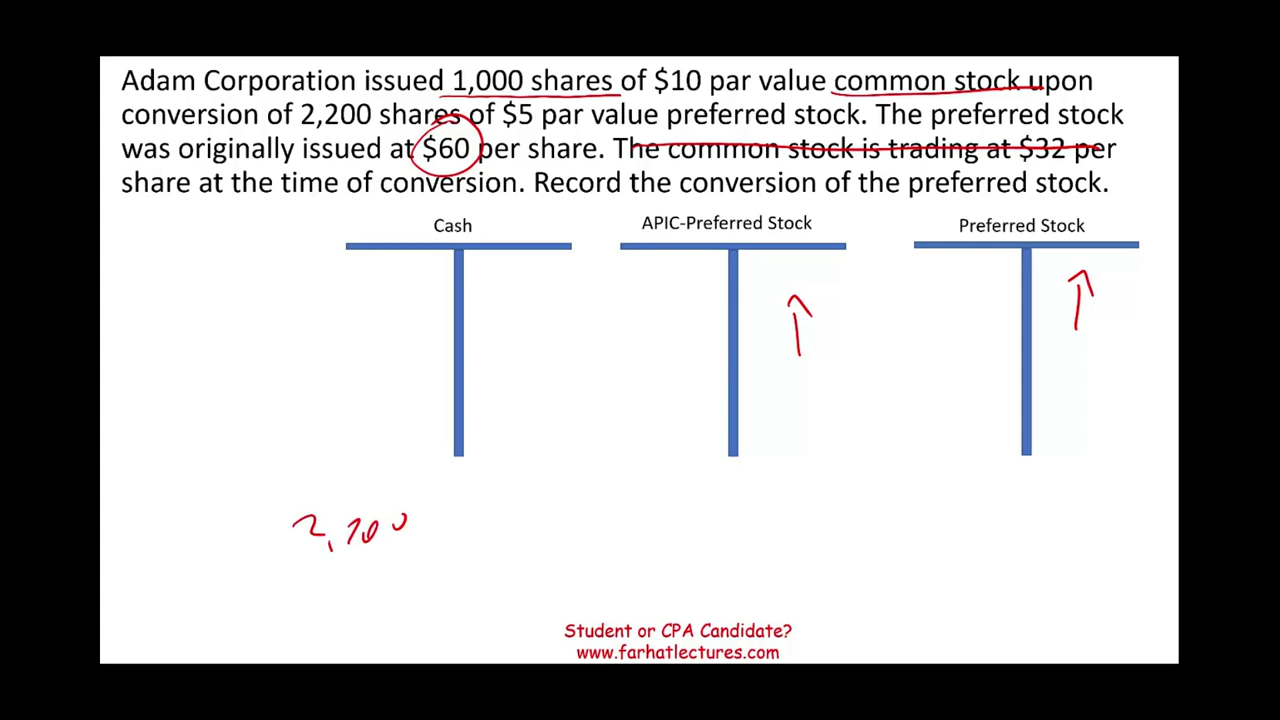 Adam Corporation issued 1,000 shares of $10 par value common stock upon
conversion of 2,200 shares of $5 par value preferred stock. The preferred stock
was originally issued at $60 per share. The common stock is trading at $32 per
share at the time of conversion. Record the conversion of the preferred stock.
Cash APIC-Preferred Stock Preferred Stock
Student or CPA Candidate?
www.farhatlectures.com